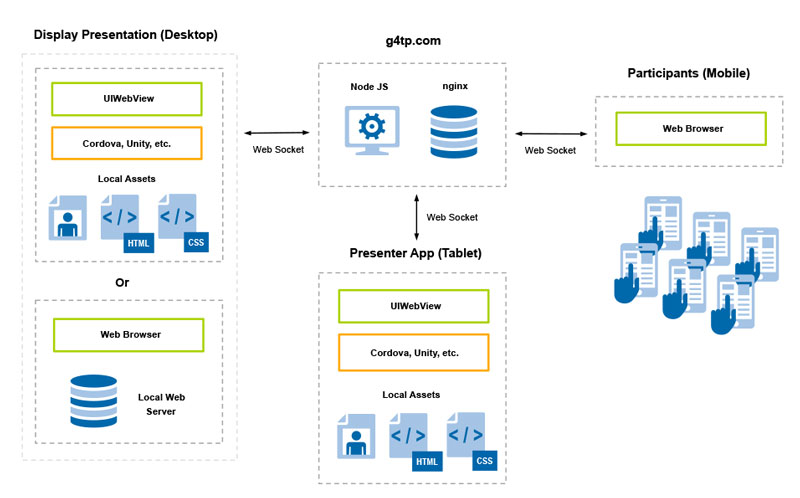 Display Presentation (Desktop)
UIWebView
Cordova, Unity, etc.
Local Assets
</>
HTML
</>
CSS
Or
Web Browser
Local Web
Server
Web Socket
g4tp.com
Node JS
nginx
Web Socket
Presenter App (Tablet)
UIWebView
Cordova, Unity, etc.
Local Assets
</>
HTML
</>
CSS
Web Socket
Participants (Mobile)
Web Browser